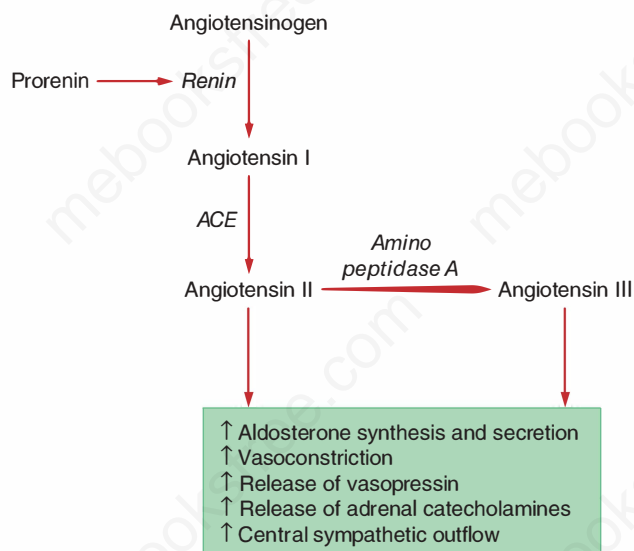 Angiotensinogen
Prorenin
Renin
Angiotensin I
ACE
Amino
peptidase A
Angiotensin II
Angiotensin III
↑ Aldosterone synthesis and secretion
↑ Vasoconstriction
↑ Release of vasopressin
↑ Release of adrenal catecholamines
↑ Central sympathetic outflow